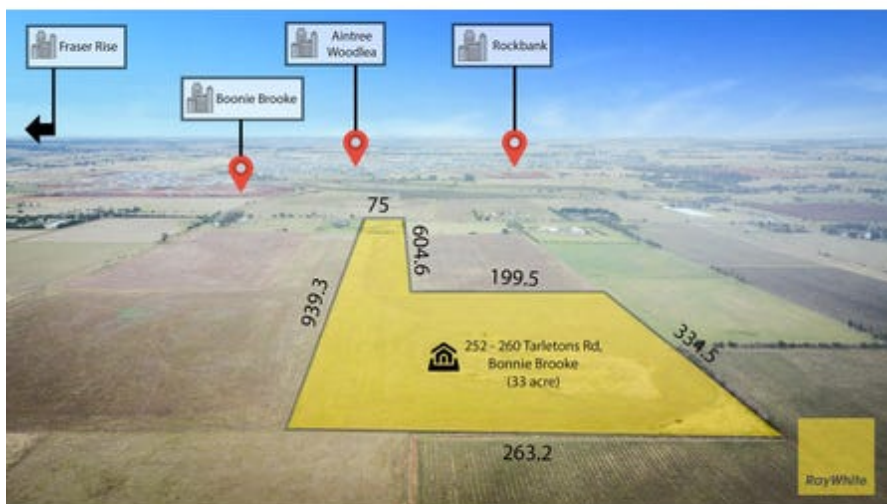 Fraser Rise
Aintree
Woodlea
Rockbank
Boonie Brooke
75
604.6
199.5
939.3
334.5
252 - 260 Tarletons Rd,
Bonnie Brooke
(33 acre)
263.2
RayWhite